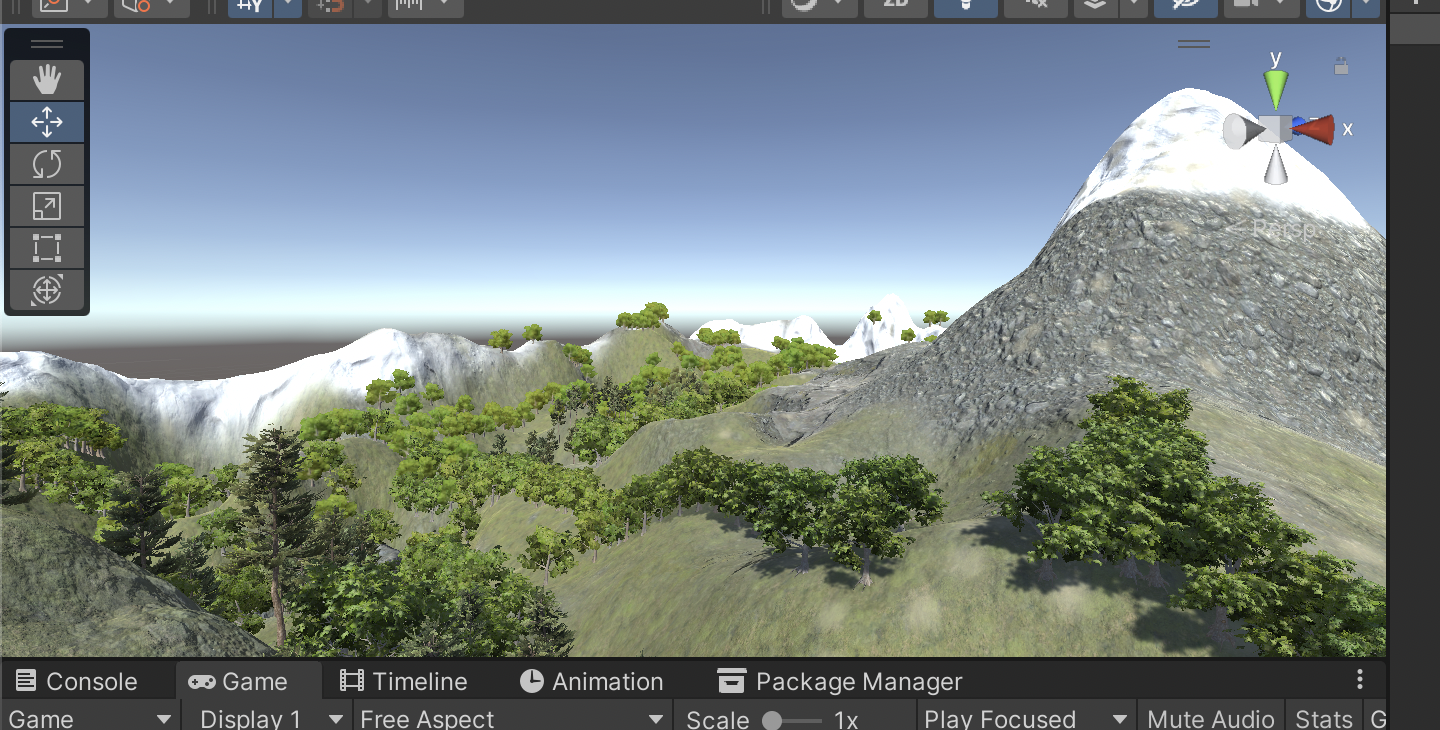 2D
y
x
< Persp
Console Game Timeline Animation Package Manager
Game Display 1 Free Aspect Scale 1x Play Focused Mute Audio Stats G